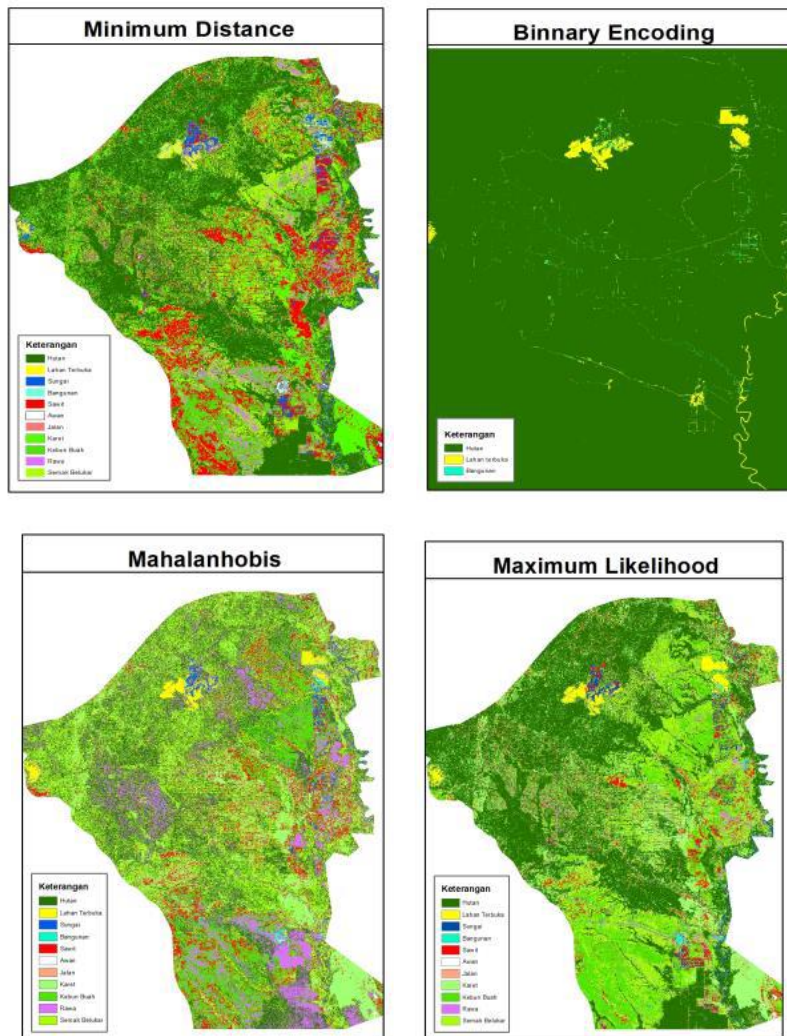 Minimum Distance
Keterangan
Hutan
Lahan Terbuka
Sungai
Bangunan
Sawit
Awan
Jalan
Karet
Kebun Buah
Rawa
Semak Belukar
Binnary Encoding
Keterangan
Hutan
Lahan terbuka
Bangunan
Mahalanhobis
Keterangan
Hutan
Lahan Terbuka
Sungai
Bangunan
Sawit
Awan
Jalan
Karet
Kebun Buah
Rawa
Semak Belukar
Maximum Likelihood
Keterangan
Hutan
Lahan Terbuka
Sungai
Bangunan
Sawit
Awan
Jalan
Karet
Kebun Buah
Rawa
Semak Belukar